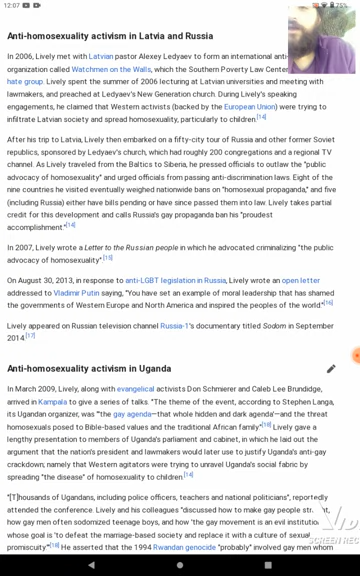 12:07
75%
Anti-homosexuality activism in Latvia and Russia
In 2006, Lively met with Latvian pastor Alexey Ledyaev to form an international anti-
organization called Watchmen on the Walls, which the Southern Poverty Law Center
hate group. Lively spent the summer of 2006 lecturing at Latvian universities and meeting with
lawmakers, and preached at Ledyaev's New Generation church. During Lively's speaking
engagements, he claimed that Western activists (backed by the European Union) were trying to
infiltrate Latvian society and spread homosexuality, particularly to children.[14]
After his trip to Latvia, Lively then embarked on a fifty-city tour of Russia and other former Soviet
republics, sponsored by Ledyaev's church, which had roughly 200 congregations and a regional TV
channel. As Lively traveled from the Baltics to Siberia, he pressed officials to outlaw the "public
advocacy of homosexuality" and urged officials from passing anti-discrimination laws. Eight of the
nine countries he visited eventually weighed nationwide bans on "homosexual propaganda," and five
(including Russia) either have bills pending or have since passed them into law. Lively takes partial
credit for this development and calls Russia's gay propaganda ban his "proudest
accomplishment."[14]
In 2007, Lively wrote a Letter to the Russian people in which he advocated criminalizing "the public
advocacy of homosexuality".[15]
On August 30, 2013, in response to anti-LGBT legislation in Russia, Lively wrote an open letter
addressed to Vladimir Putin saying, "You have set an example of moral leadership that has shamed
the governments of Western Europe and North America and inspired the peoples of the world"[16]
Lively appeared on Russian television channel Russia-1's documentary titled Sodom in September
2014.[17]
Anti-homosexuality activism in Uganda
In March 2009, Lively, along with evangelical activists Don Schmierer and Caleb Lee Brundidge,
arrived in Kampala to give a series of talks. "The theme of the event, according to Stephen Langa,
its Ugandan organizer, was "'the gay agenda—that whole hidden and dark agenda'—and the threat
homosexuals posed to Bible-based values and the traditional African family"[18] Lively gave a
lengthy presentation to members of Uganda's parliament and cabinet, in which he laid out the
argument that the nation's president and lawmakers would later use to justify Uganda's anti-gay
crackdown; namely that Western agitators were trying to unravel Uganda's social fabric by
spreading "the disease" of homosexuality to children.[14]
"[T]housands of Ugandans, including police officers, teachers and national politicians", reportedly
attended the conference. Lively and his colleagues "discussed how to make gay people
how gay men often sodomized teenage boys, and how 'the gay movement is an evil
whose goal is 'to defeat the marriage-based society and replace it with a culture of sexual
promiscuity'"[18] He asserted that the 1994 Rwandan genocide "probably" involved gay men whom
SCREEN REC